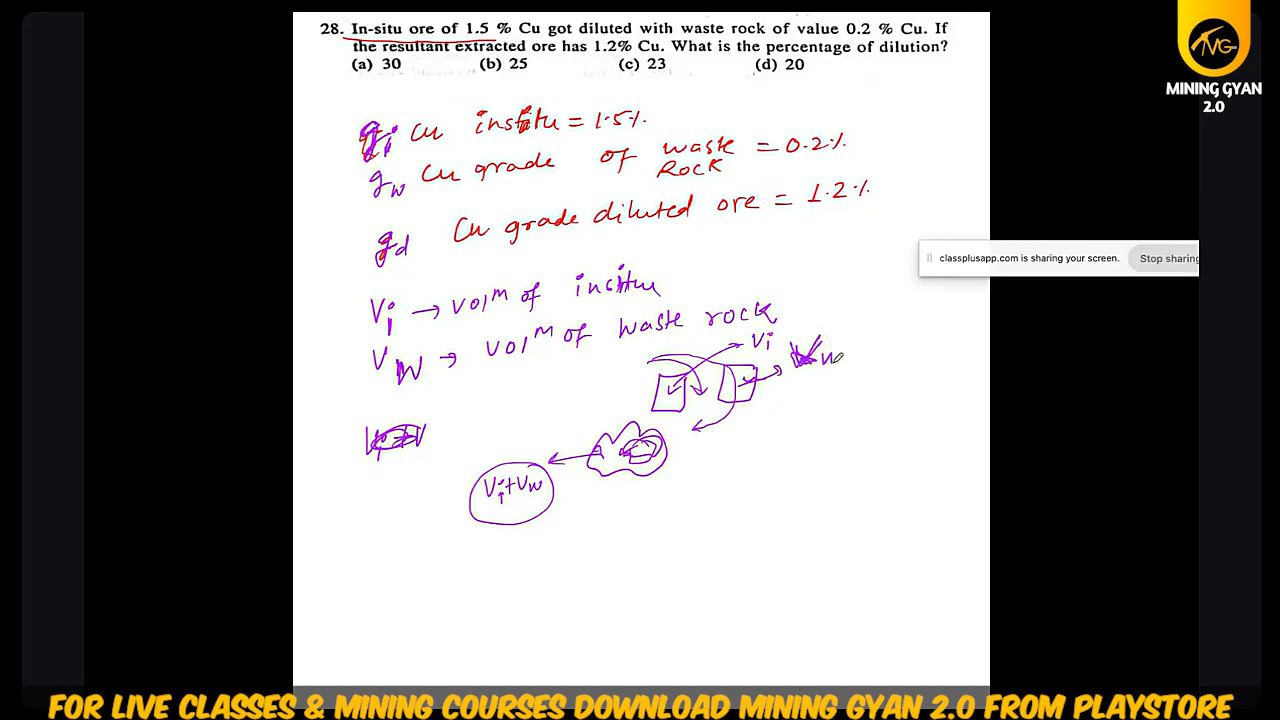 28. In-situ ore of 1.5 % Cu got diluted with waste rock of value 0.2 % Cu. If
the resultant extracted ore has 1.2% Cu. What is the percentage of dilution?
(a) 30 (b) 25 (c) 23 (d) 20
TMG
MINING GYAN
2.0
gi Cu insitu = 1.5%.
gw Cu grade of waste Rock = 0.2%
gd Cu grade diluted ore = 1.2%
classplusapp.com is sharing your screen. Stop sharing
Vi → volm of insitu
Vw → volm of waste rock
Vi
Vi+Vw
FOR LIVE CLASSES & MINING COURSES DOWNLOAD MINING GYAN 2.0 FROM PLAYSTORE